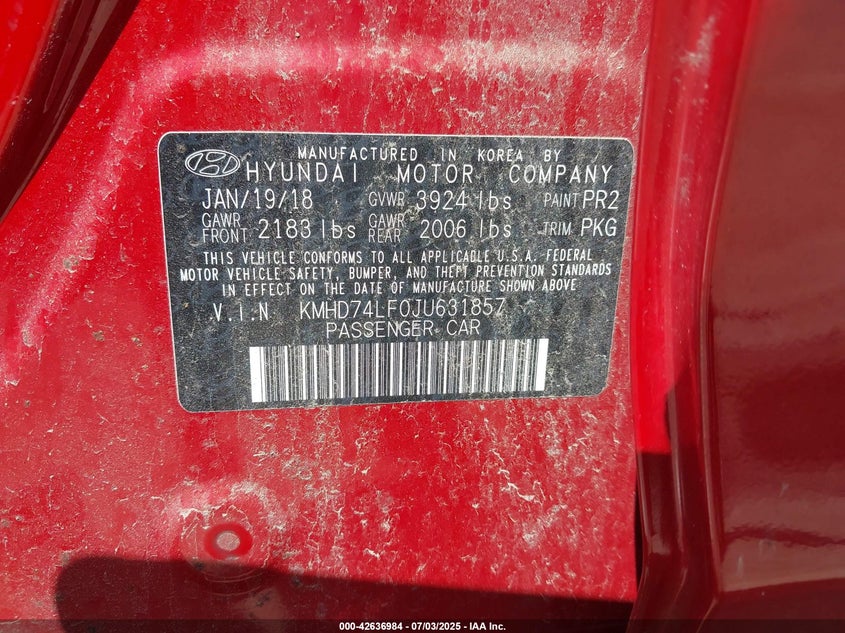 MANUFACTURED IN KOREA BY
HYUNDAI MOTOR COMPANY
JAN/19/18 GVWR 3924 lbs PAINT PR2
GAWR FRONT 2183 lbs GAWR REAR 2006 lbs TRIM PKG
THIS VEHICLE CONFORMS TO ALL APPLICABLE U.S.A. FEDERAL
MOTOR VEHICLE SAFETY, BUMPER, AND THEFT PREVENTION STANDARDS
IN EFFECT ON THE DATE OF MANUFACTURE SHOWN ABOVE
V.I.N KMHD74LF0JU631857
PASSENGER CAR
000-42636984 - 07/03/2025 - IAA Inc.